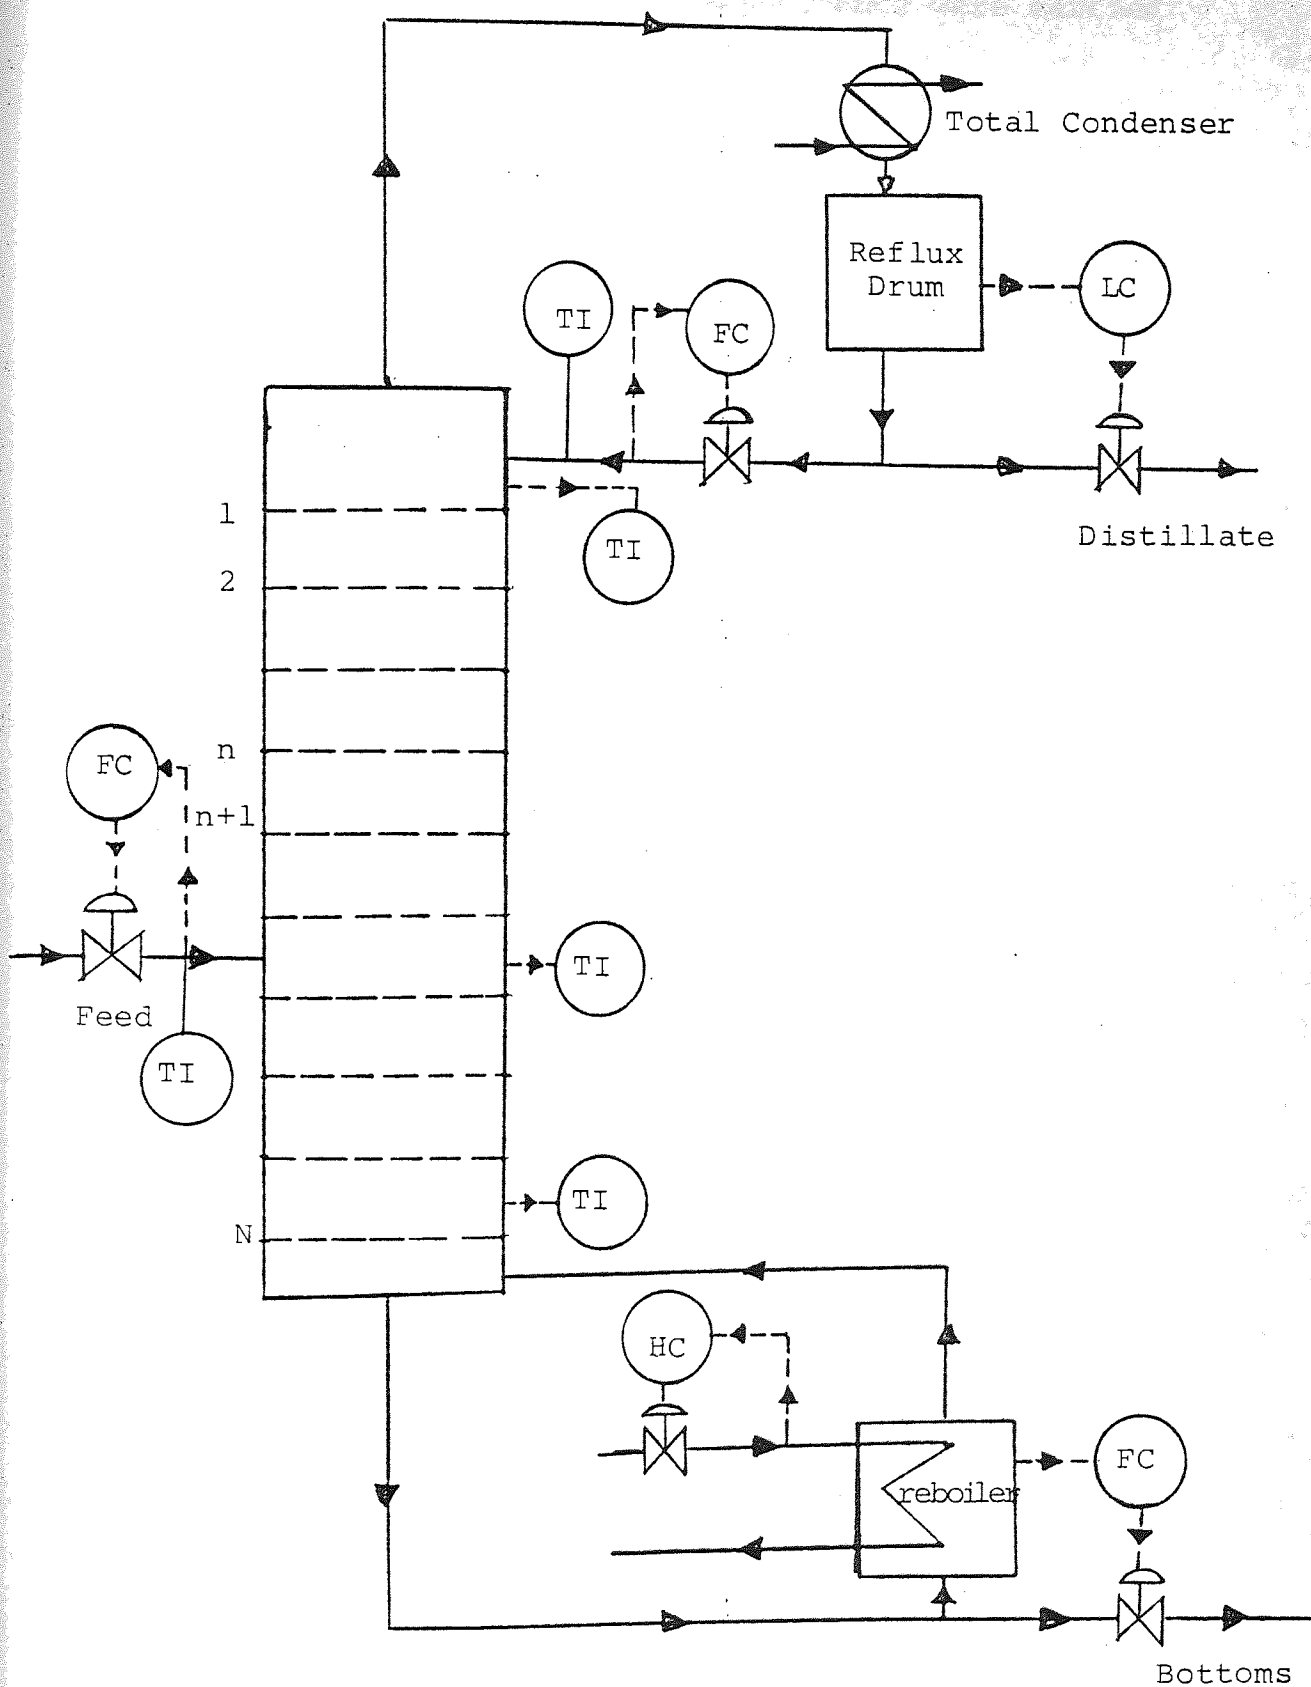 Total Condenser
Reflux
Drum
LC
TI
FC
1
TI
Distillate
2
n
FC
n+1
TI
Feed
TI
TI
N
HC
FC
reboiler
Bottoms